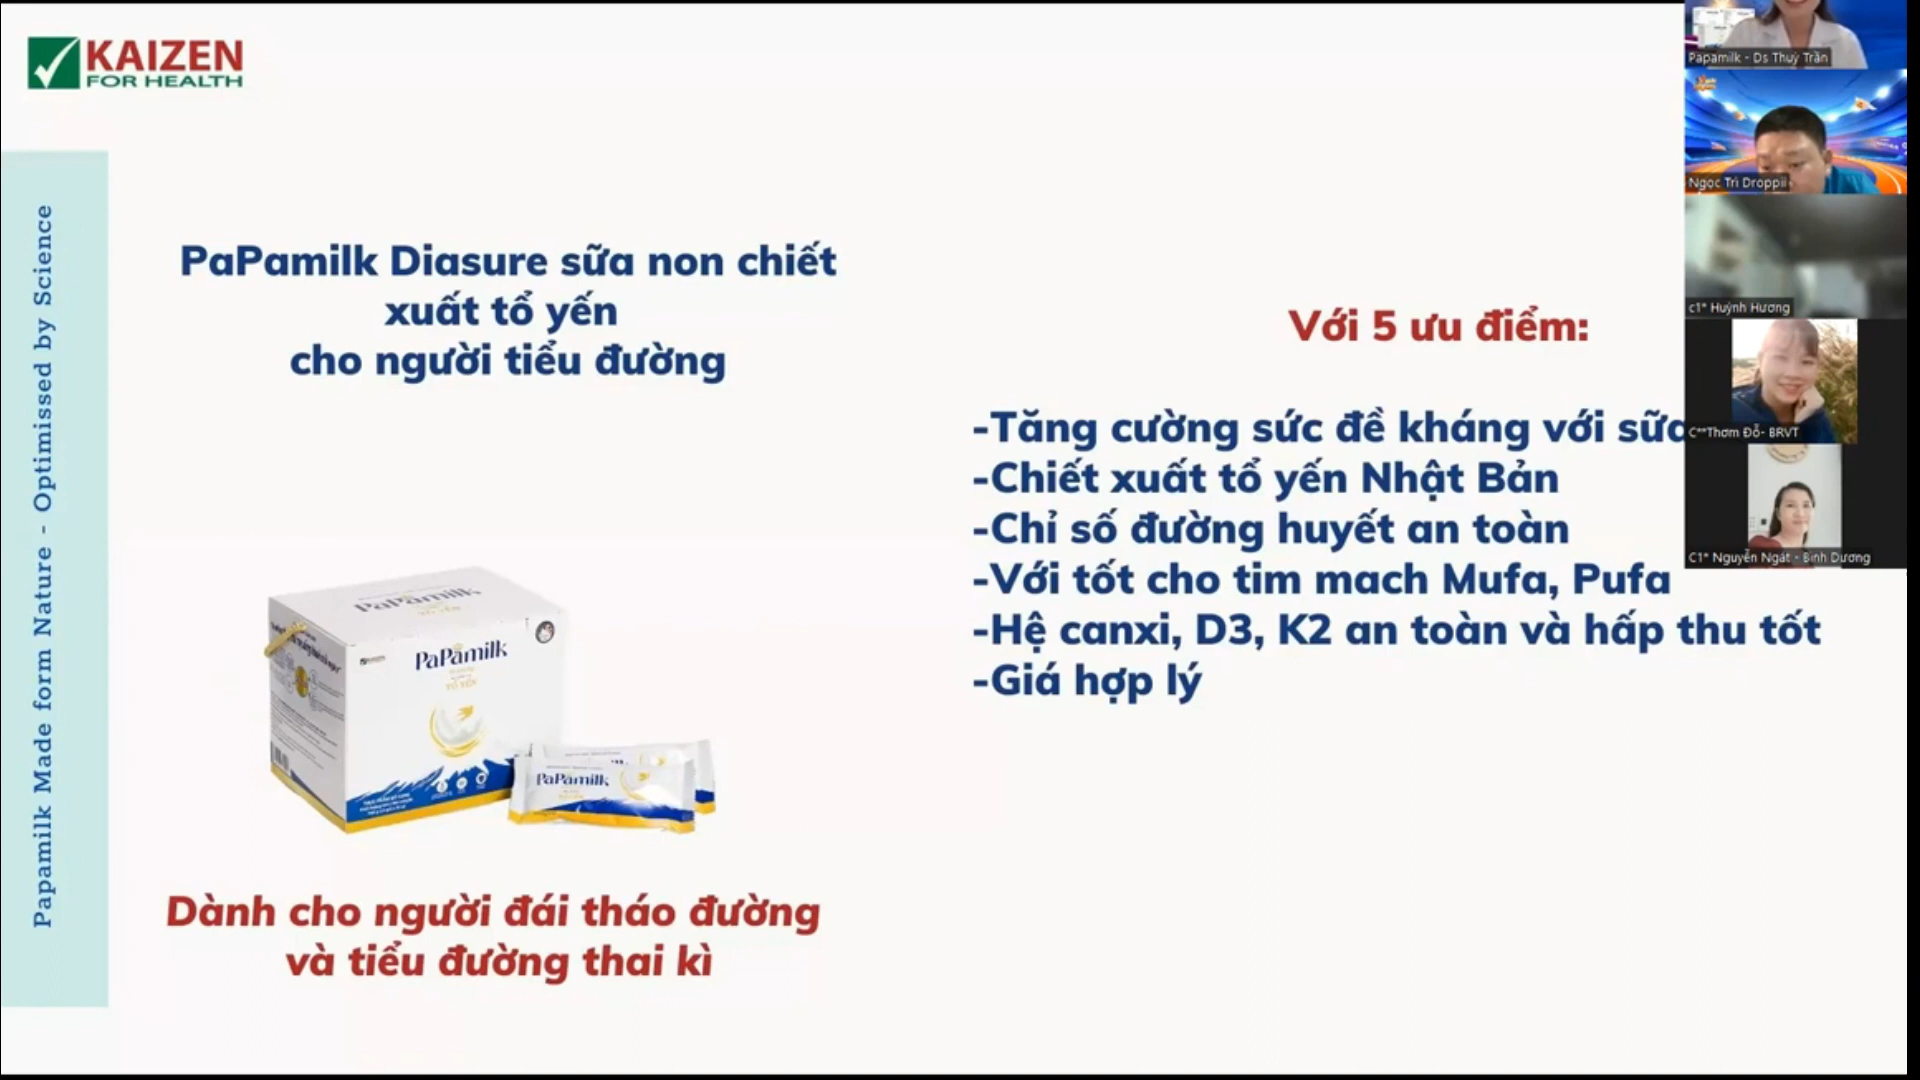 KAIZEN
FOR HEALTH
Papamilk Made form Nature - Optimissed by Science
PaPamilk Diasure sữa non chiết
xuất tổ yến
cho người tiểu đường
PaPamilk
PaPamilk
TỔ YẾN
PaPamilk
Dành cho người đái tháo đường
và tiểu đường thai kì
Với 5 ưu điểm:
-Tăng cường sức đề kháng với sữa
-Chiết xuất tổ yến Nhật Bản
-Chỉ số đường huyết an toàn
-Với tốt cho tim mach Mufa, Pufa
-Hệ canxi, D3, K2 an toàn và hấp thu tốt
-Giá hợp lý
Papamilk - Ds Thuỳ Trần
Ngọc Trí Droppii
c1* Huỳnh Hương
C**Thơm Đỗ- BRVT
C1* Nguyễn Ngát - Bình Dương